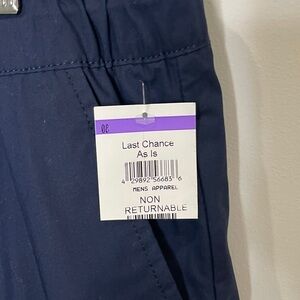 30
Last Chance
As Is
4 29892 56683 6
MENS APPAREL
NON
RETURNABLE